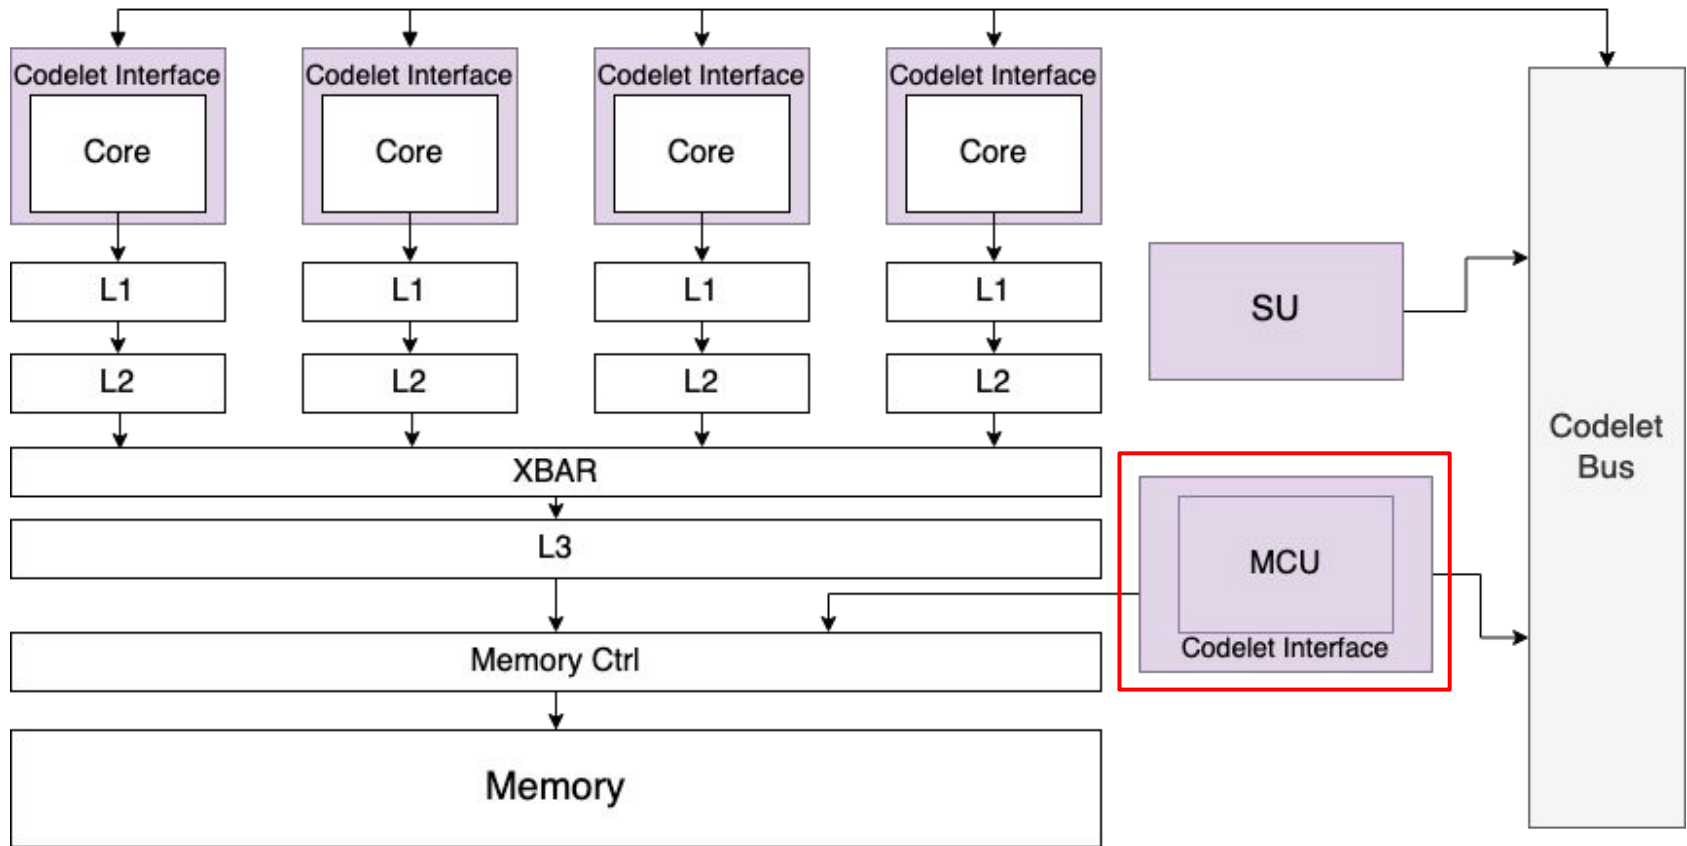 Codelet Interface
Codelet Interface
Codelet Interface
Codelet Interface
Core
Core
Core
Core
L1
L1
L1
L1
SU
L2
L2
L2
L2
Codelet
Bus
XBAR
L3
MCU
Codelet Interface
Memory Ctrl
Memory